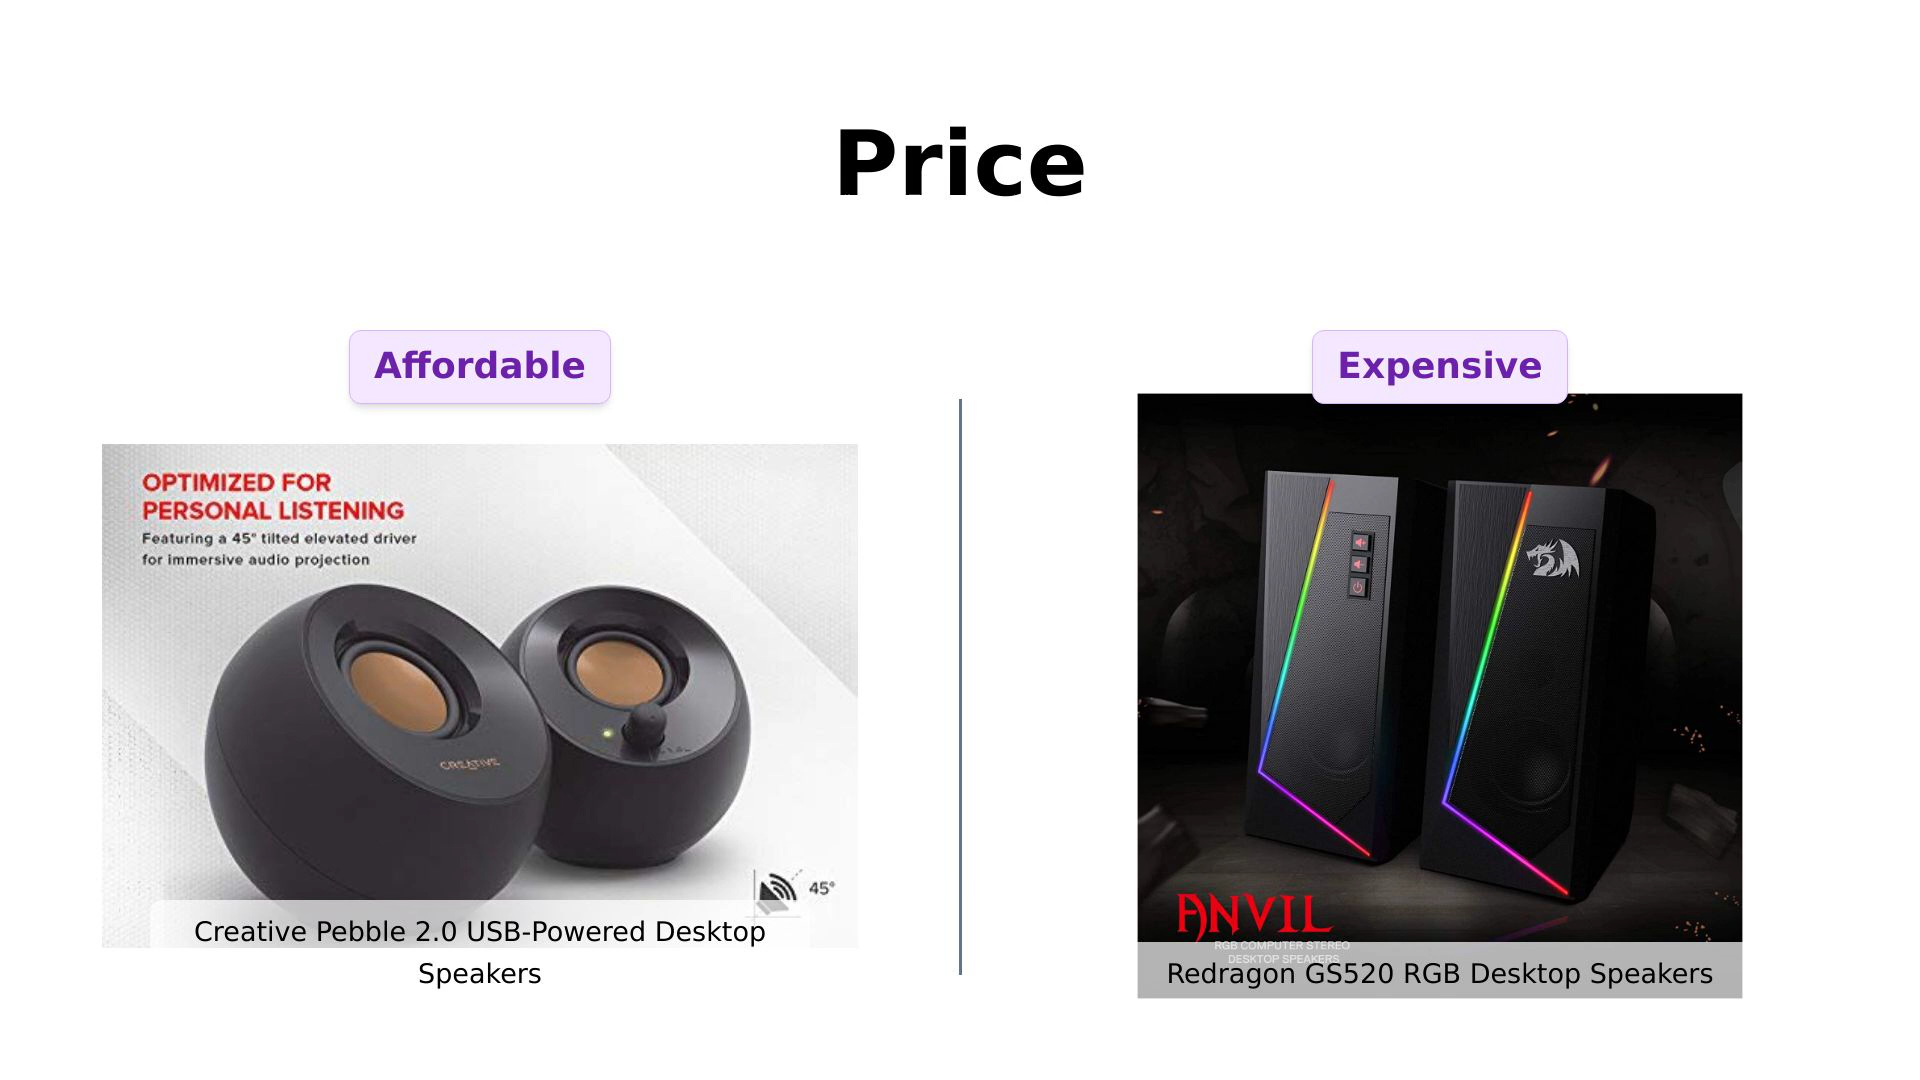 Price
Affordable
Expensive
OPTIMIZED FOR
PERSONAL LISTENING
Featuring a 45° tilted elevated driver
for immersive audio projection
CREATIVE
45°
Creative Pebble 2.0 USB-Powered Desktop
Speakers
ANVIL
RGB COMPUTER STEREO
DESKTOP SPEAKERS
Redragon GS520 RGB Desktop Speakers